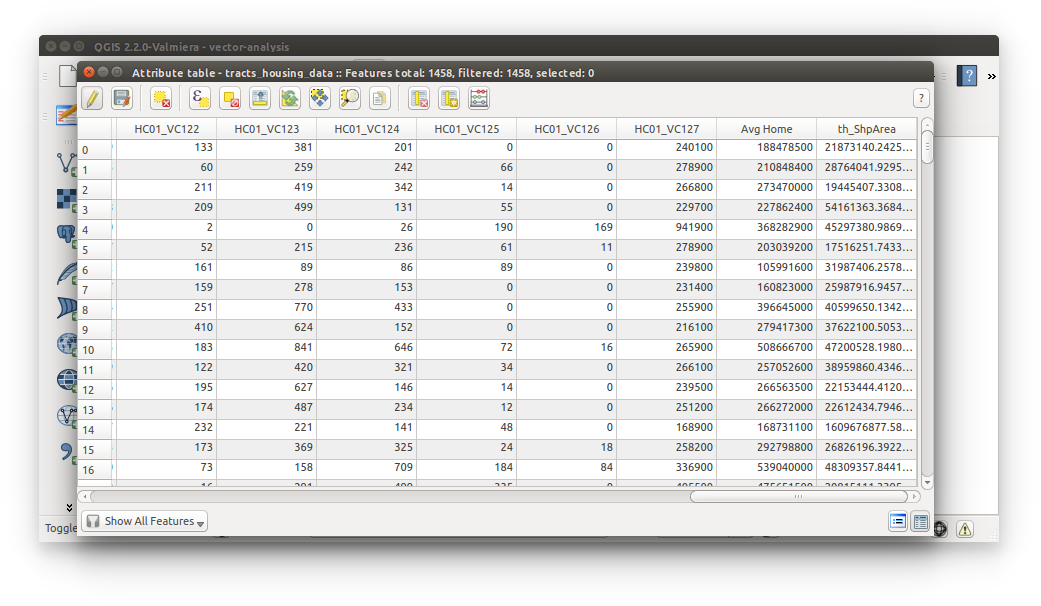 QGIS 2.2.0-Valmiera - vector-analysis
Attribute table - tracts_housing_data :: Features total: 1458, filtered: 1458, selected: 0
HC01_VC122 HC01_VC123 HC01_VC124 HC01_VC125 HC01_VC126 HC01_VC127 Avg Home th_ShpArea
0 133 381 201 0 0 240100 188478500 21873140.2425...
1 60 259 242 66 0 278900 210848400 28764041.9295...
2 211 419 342 14 0 266800 273470000 19445407.3308...
3 209 499 131 55 0 229700 227862400 54161363.3684...
4 2 0 26 190 169 941900 368282900 45297380.9869...
5 52 215 236 61 11 278900 203039200 17516251.7433...
6 161 89 86 89 0 239800 105991600 31987406.2578...
7 159 278 153 0 0 231400 160823000 25987916.9457...
8 251 770 433 0 0 255900 396645000 40599650.1342...
9 410 624 152 0 0 216100 279417300 37622100.5053...
10 183 841 646 72 16 265900 508666700 47200528.1980...
11 122 420 321 34 0 266100 257052600 38959860.4346...
12 195 627 146 14 0 239500 266563500 22153444.4120...
13 174 487 234 12 0 251200 266272000 22612434.7946...
14 232 221 141 48 0 168900 168731100 1609676877.58...
15 173 369 325 24 18 258200 292798800 26826196.3922...
16 73 158 709 184 84 336900 539040000 48309357.8441...
Toggle
Show All Features